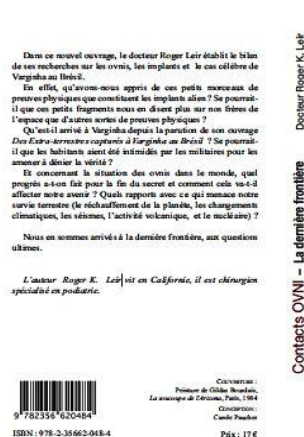 Dans ce nouvel ouvrage, le docteur Roger Leir établit le bilan
de ses recherches sur les ovnis, les implants et le cas célèbre de
Varginha au Brésil.
En effet, qu'avons-nous appris de ces petits morceaux de
preuves physiques que constituent les implants alien ? Se pourrait-
il que ces petits fragments nous en disent plus sur nos frères de
l'espace que d'autres sortes de preuves physiques ?
Qu'est-il arrivé à Varginha depuis la parution de son ouvrage
Des Extra-terrestres capturés à Varginha au Brésil ? Se pourrait-
il que les habitants aient été intimidés par les militaires pour les
amener à dénier la vérité ?
Et concernant la situation des ovnis dans le monde, quel
progrès a-t-on fait pour la fin du secret et comment cela va-t-il
affecter notre avenir ? Quels rapports avec ce qui menace notre
survie terrestre (le réchauffement de la planète, les changements
climatiques, les séismes, l'activité volcanique, et le nucléaire) ?
Nous en sommes arrivés à la dernière frontière, aux questions
ultimes.
L'auteur Roger K. Leir vit en Californie, il est chirurgien
spécialisé en podiatrie.
COUVERTURE :
Peinture de Gildas Bourdais,
La soucoupe de l'Arizona, Paris, 1984
CONCEPTION :
Carole Paucher
9 782356 620484
ISBN : 978-2-35662-048-4
Prix : 17 €
Contacts OVNI – La dernière frontière
Docteur Roger K. Leir